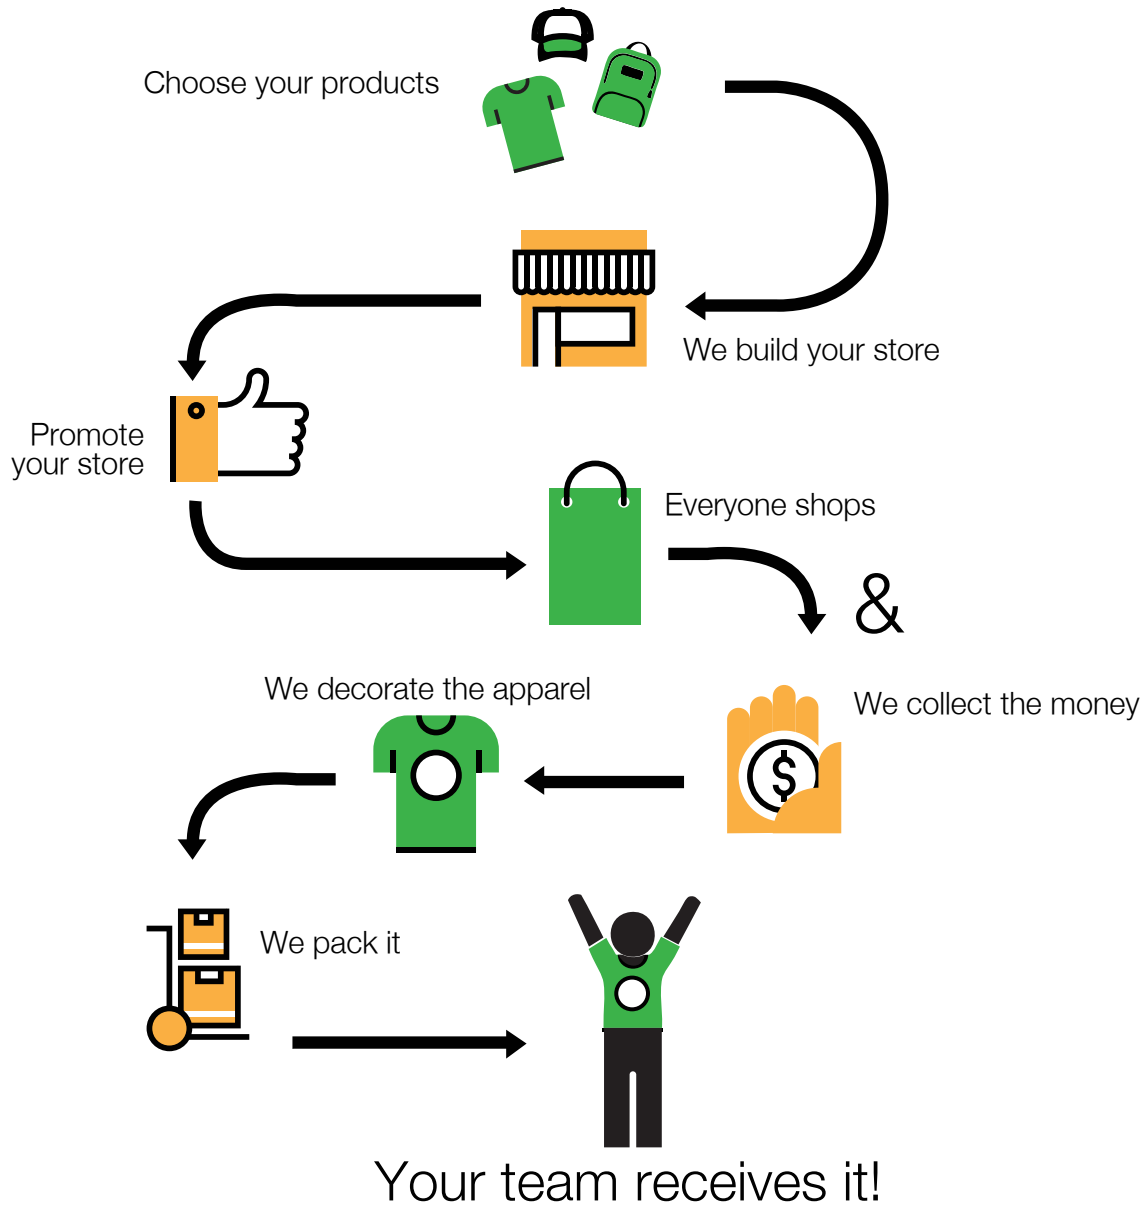 Choose your products
We build your store
Promote
your store
Everyone shops
&
We collect the money
$
We decorate the apparel
We pack it
Your team receives it!